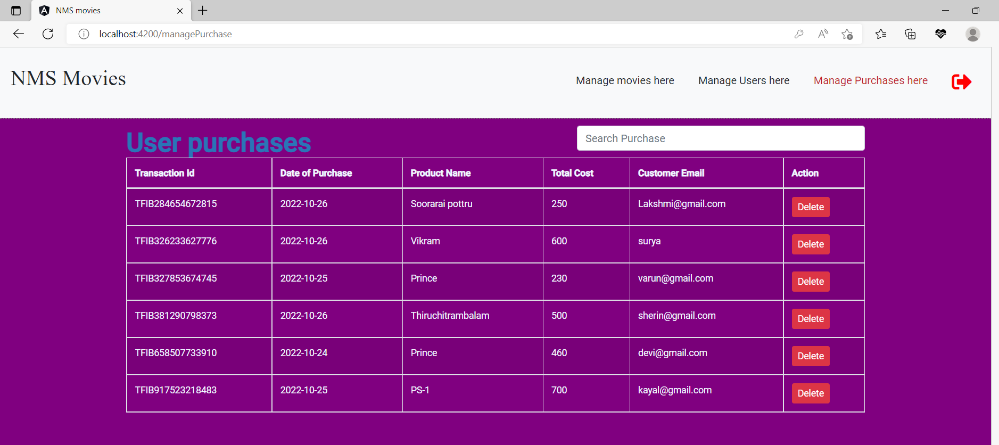 NMS movies
localhost:4200/managePurchase
NMS Movies
Manage movies here Manage Users here Manage Purchases here
User purchases
Search Purchase
Transaction Id Date of Purchase Product Name Total Cost Customer Email Action
TFIB284654672815 2022-10-26 Soorarai pottru 250 Lakshmi@gmail.com Delete
TFIB326233627776 2022-10-26 Vikram 600 surya Delete
TFIB327853674745 2022-10-25 Prince 230 varun@gmail.com Delete
TFIB381290798373 2022-10-26 Thiruchitrambalam 500 sherin@gmail.com Delete
TFIB658507733910 2022-10-24 Prince 460 devi@gmail.com Delete
TFIB917523218483 2022-10-25 PS-1 700 kayal@gmail.com Delete